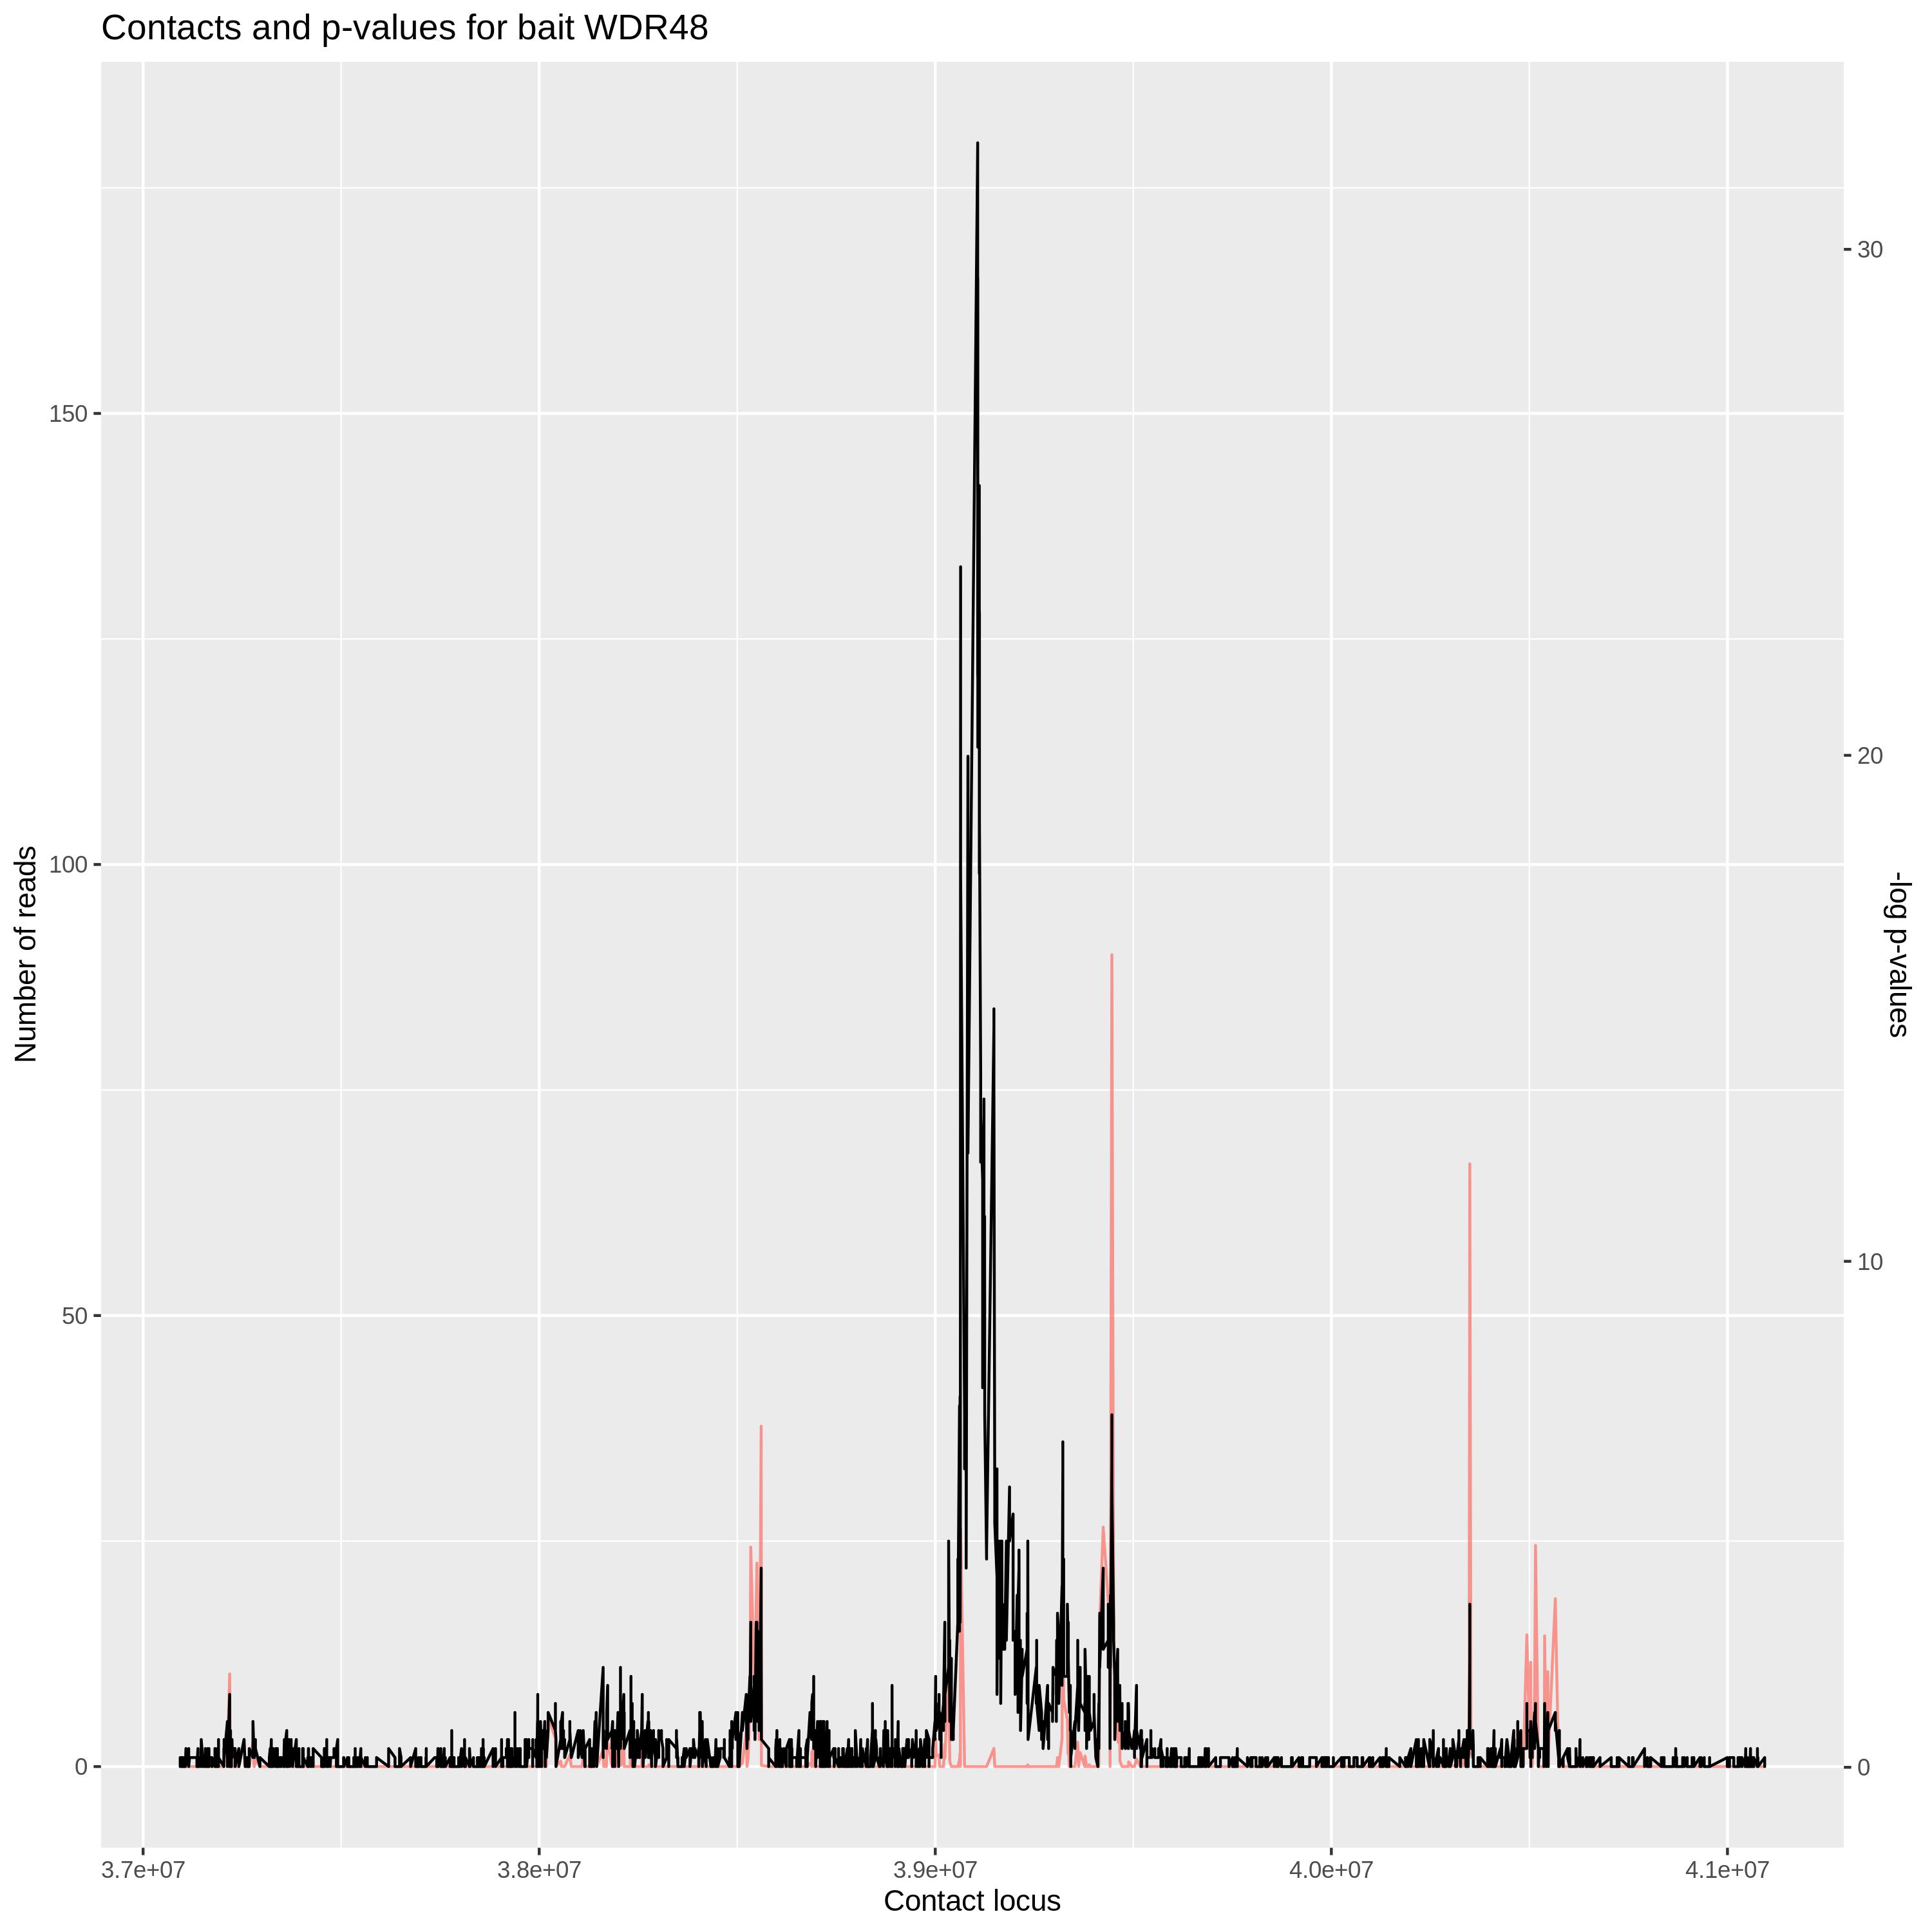 Contacts and p-values for bait WDR48
Number of reads
150
100
50
0
30
20
10
0
-log p-values
3.7e+07 3.8e+07 3.9e+07 4.0e+07 4.1e+07
Contact locus